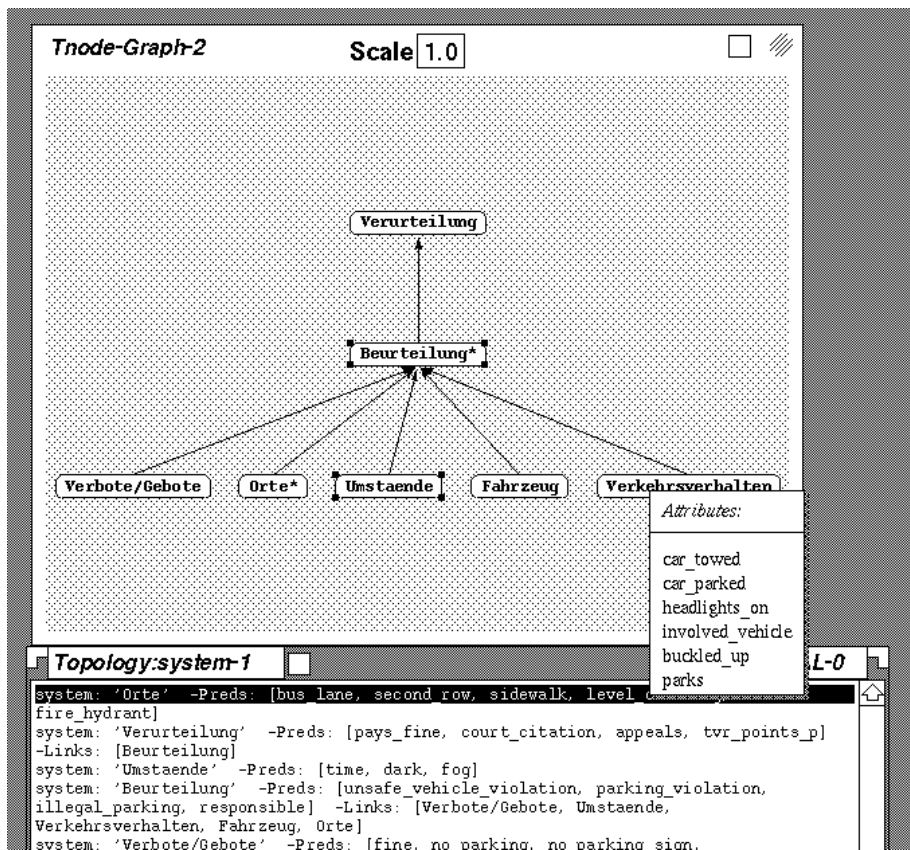 Tnode-Graph-2
Scale 1.0
Verurteilung
Beurteilung*
Verbote/Gebote Orte* Umstaende Fahrzeug Verkehrsverhalten
Attributes:
car_towed
car_parked
headlights_on
involved_vehicle
buckled_up
parks
Topology:system-1
L-0
system: 'Orte' -Preds: [bus_lane, second_row, sidewalk,
fire_hydrant]
system: 'Verurteilung' -Preds: [pays_fine, court_citation, appeals, tvr_points_p]
-Links: [Beurteilung]
system: 'Umstaende' -Preds: [time, dark, fog]
system: 'Beurteilung' -Preds: [unsafe_vehicle_violation, parking_violation,
illegal_parking, responsible] -Links: [Verbote/Gebote, Umstaende,
Verkehrsverhalten, Fahrzeug, Orte]
system: 'Verbote/Gebote' -Preds: [fine, no_parking, no_parking_sign,